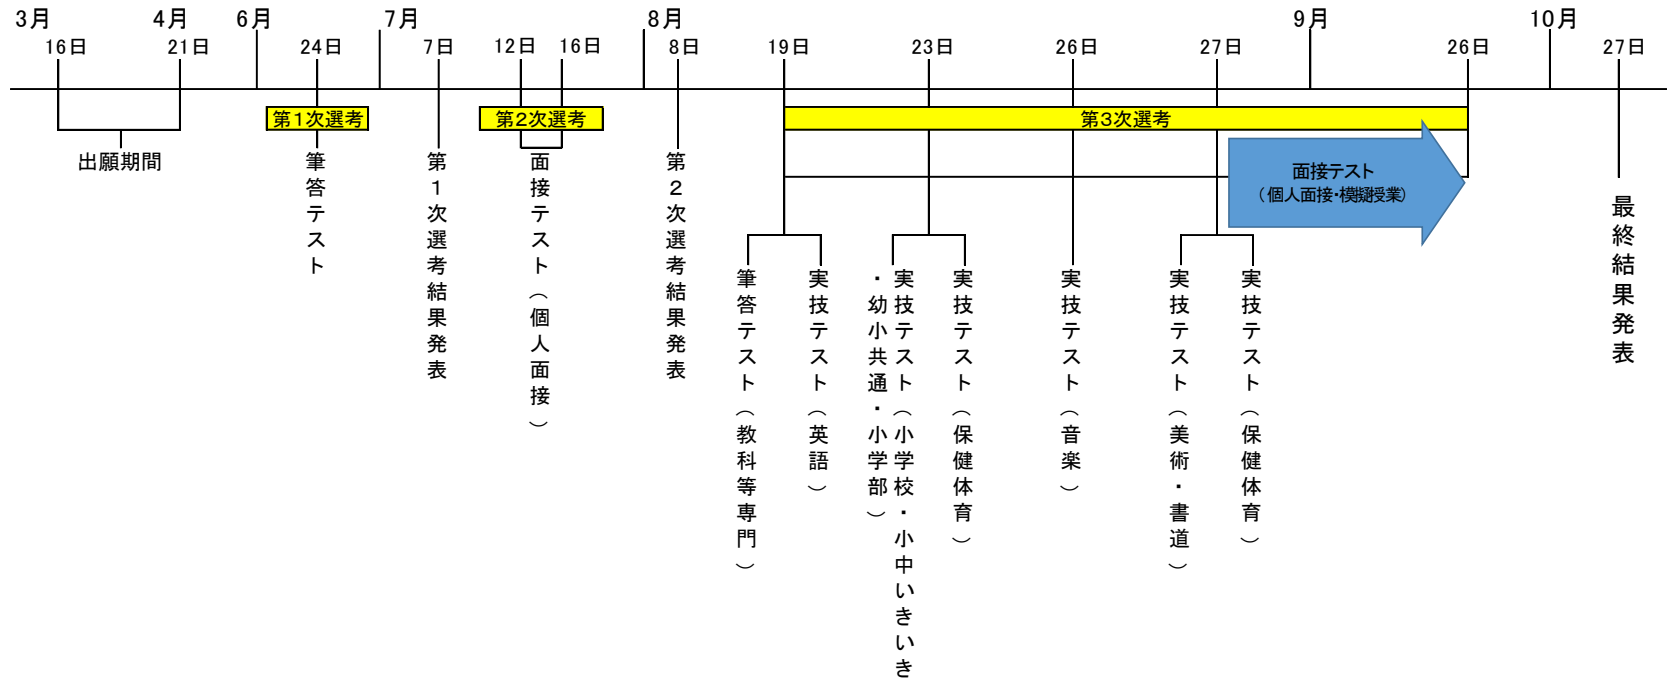 3月
4月
6月
7月
8月
9月
10月
16日
21日
24日
7日
12日
16日
8日
19日
23日
26日
27日
26日
27日
第1次選考
第2次選考
第3次選考
出願期間
筆答テスト
第1次選考結果発表
面接テスト（個人面接）
第2次選考結果発表
面接テスト
（個人面接・模擬授業）
筆答テスト（教科等専門）
実技テスト（英語）
実技テスト（小学校・小中いきいき
・幼小共通・小学部）
実技テスト（保健体育）
実技テスト（音楽）
実技テスト（美術・書道）
実技テスト（保健体育）
最終結果発表